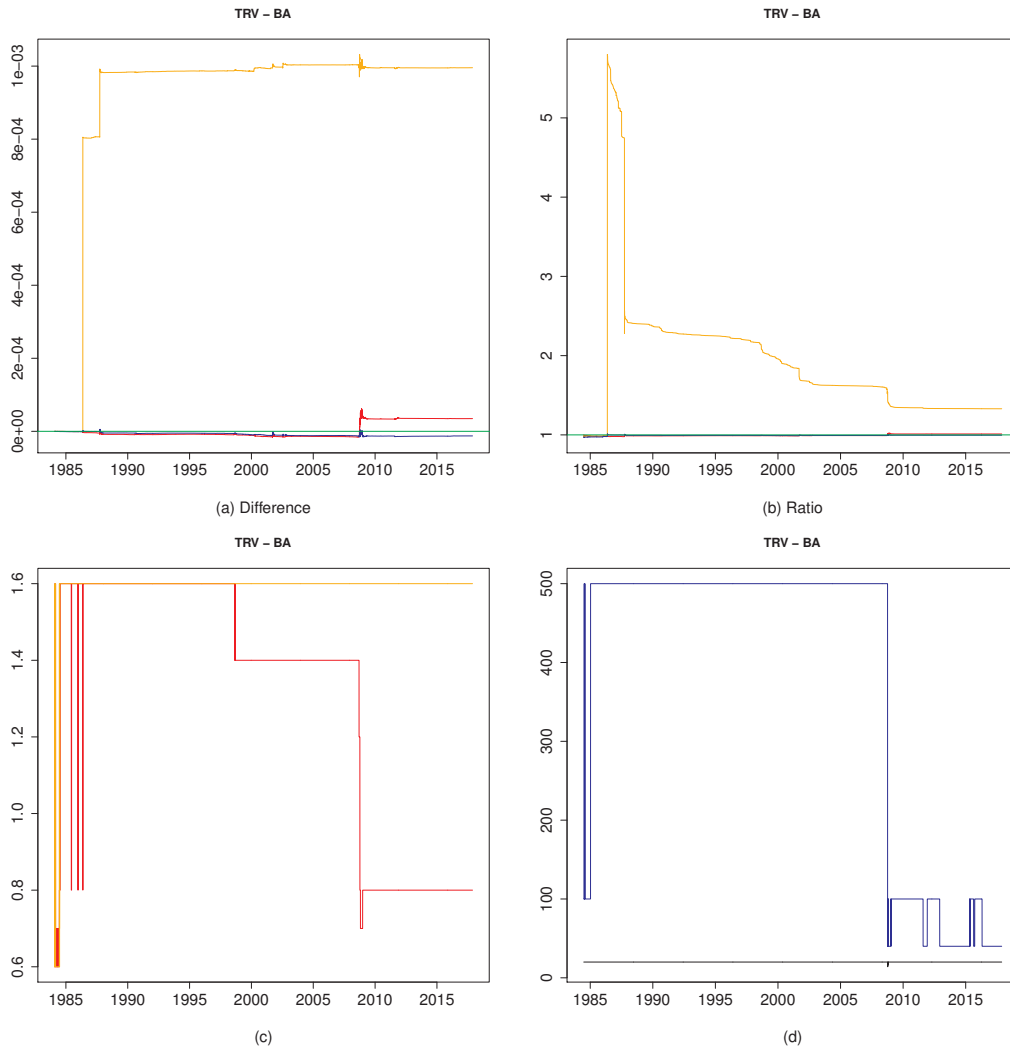 TRV − BA
1e−03
8e−04
6e−04
4e−04
2e−04
0e+00
1985 1990 1995 2000 2005 2010 2015
(a) Difference
TRV − BA
5
4
3
2
1
1985 1990 1995 2000 2005 2010 2015
(b) Ratio
TRV − BA
1.6
1.4
1.2
1.0
0.8
0.6
1985 1990 1995 2000 2005 2010 2015
(c)
TRV − BA
500
400
300
200
100
0
1985 1990 1995 2000 2005 2010 2015
(d)